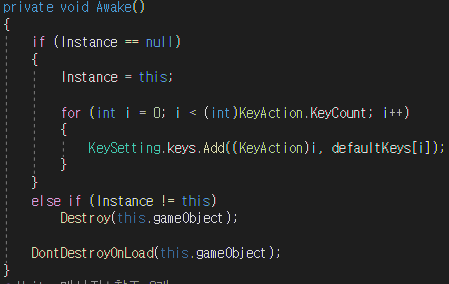 private void Awake()
{
if (Instance == null)
{
Instance = this;
for (int i = 0; i < (int)KeyAction.KeyCount; i++)
{
KeySetting.keys.Add((KeyAction)i, defaultKeys[i]);
}
}
else if (Instance != this)
Destroy(this.gameObject);
DontDestroyOnLoad(this.gameObject);
}